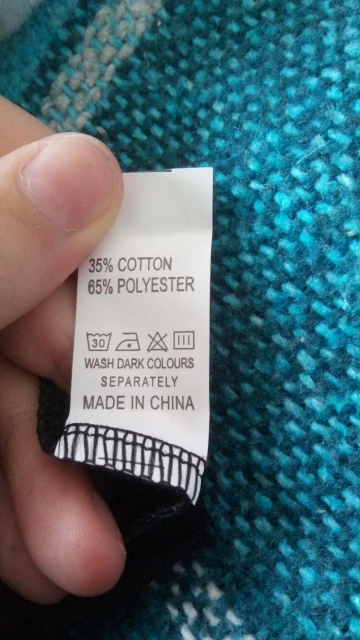 35% COTTON
65% POLYESTER
30
WASH DARK COLOURS
SEPARATELY
MADE IN CHINA